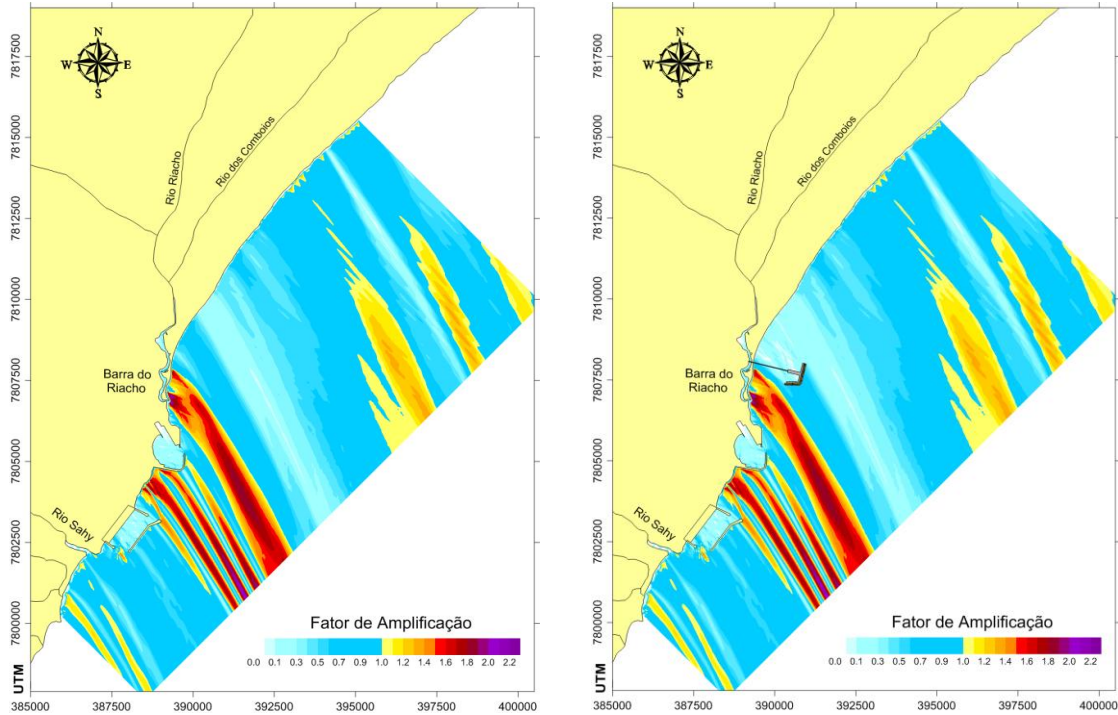 N
W E
S
7817500
7815000
7812500
7810000
7807500
7805000
7802500
7800000
Rio Riacho
Rio dos Comboios
Barra do
Riacho
Rio Sahy
Fator de Amplificação
0.0 0.1 0.3 0.5 0.7 0.9 1.0 1.2 1.4 1.6 1.8 2.0 2.2
UTM
385000 387500 390000 392500 395000 397500 400000
N
W E
S
7817500
7815000
7812500
7810000
7807500
7805000
7802500
7800000
Rio Riacho
Rio dos Comboios
Barra do
Riacho
Rio Sahy
Fator de Amplificação
0.0 0.1 0.3 0.5 0.7 0.9 1.0 1.2 1.4 1.6 1.8 2.0 2.2
UTM
385000 387500 390000 392500 395000 397500 400000